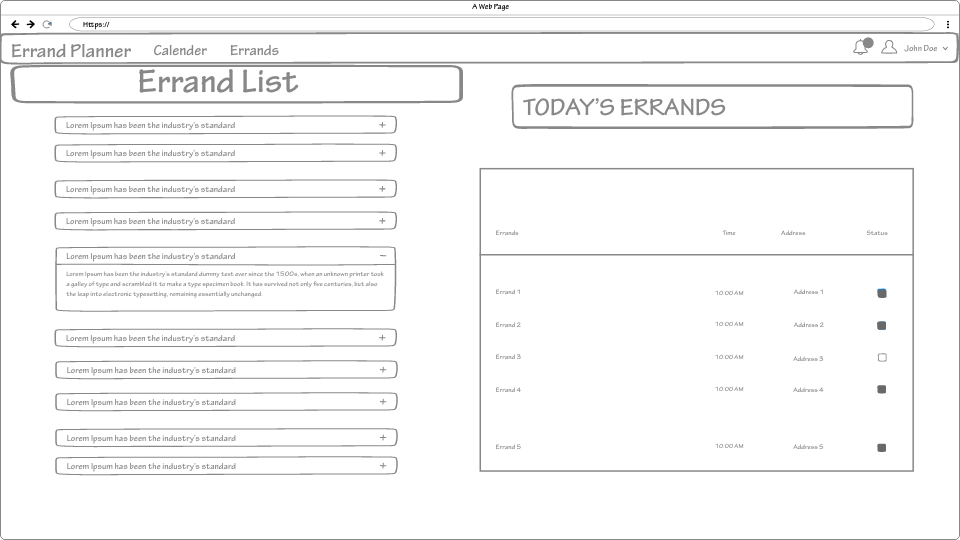 A Web Page
Https://
Errand Planner Calender Errands John Doe
Errand List
Lorem Ipsum has been the industry's standard +
Lorem Ipsum has been the industry's standard +
Lorem Ipsum has been the industry's standard +
Lorem Ipsum has been the industry's standard +
Lorem Ipsum has been the industry's standard −
Lorem Ipsum has been the industry's standard dummy text ever since the 1500s, when an unknown printer took
a galley of type and scrambled it to make a type specimen book. It has survived not only five centuries, but also
the leap into electronic typesetting, remaining essentially unchanged.
Lorem Ipsum has been the industry's standard +
Lorem Ipsum has been the industry's standard +
Lorem Ipsum has been the industry's standard +
Lorem Ipsum has been the industry's standard +
Lorem Ipsum has been the industry's standard +
TODAY'S ERRANDS
Errands Time Address Status
Errand 1 10:00 AM Address 1
Errand 2 10:00 AM Address 2
Errand 3 10:00 AM Address 3
Errand 4 10:00 AM Address 4
Errand 5 10:00 AM Address 5